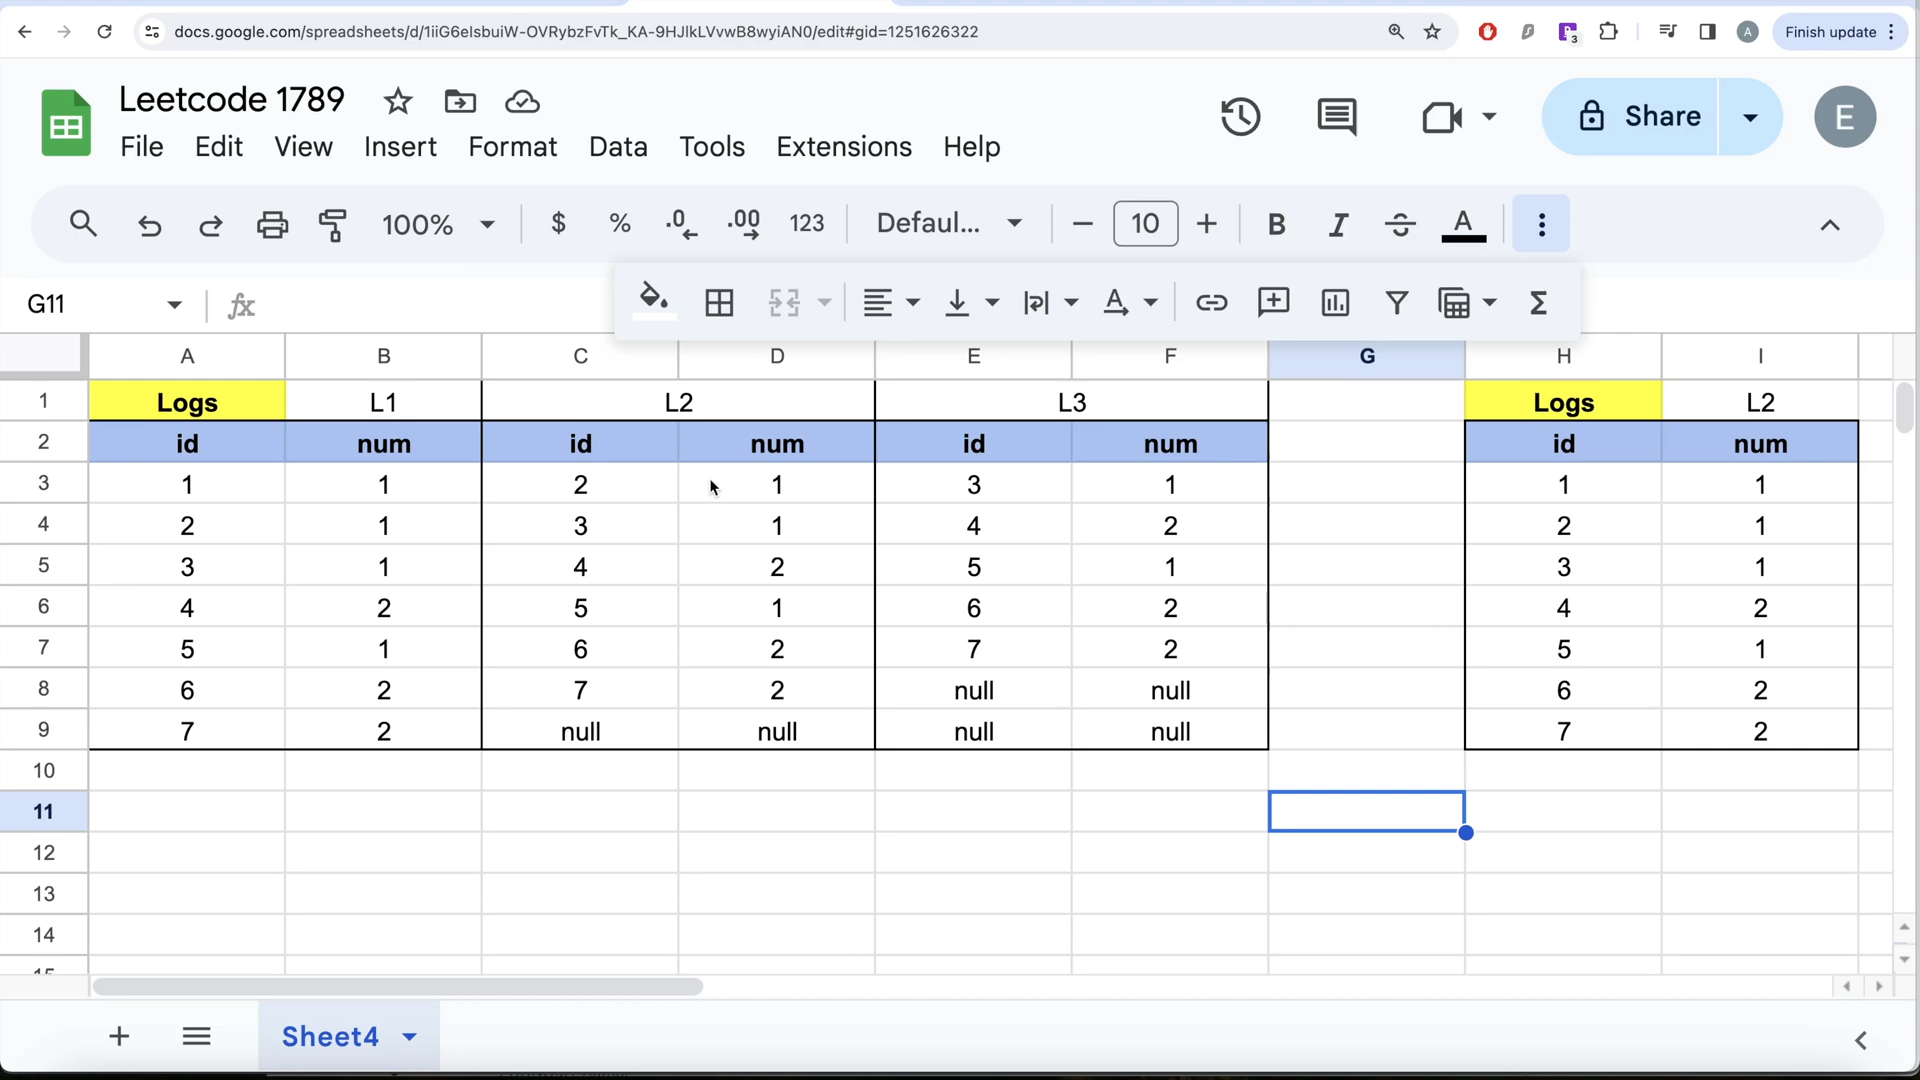 docs.google.com/spreadsheets/d/1iiG6eIsbuiW-OVRybzFvTk_KA-9HJlkLVvwB8wyiAN0/edit#gid=1251626322
3
A
Finish update
Leetcode 1789
File Edit View Insert Format Data Tools Extensions Help
Share
E
100% $ % .0 .00 123 Defaul... 10 B I S A
G11 fx
A B C D E F G H I
1 Logs L1 L2 L3 Logs L2
2 id num id num id num id num
3 1 1 2 1 3 1 1 1
4 2 1 3 1 4 2 2 1
5 3 1 4 2 5 1 3 1
6 4 2 5 1 6 2 4 2
7 5 1 6 2 7 2 5 1
8 6 2 7 2 null null 6 2
9 7 2 null null null null 7 2
10
11
12
13
14
15
Sheet4